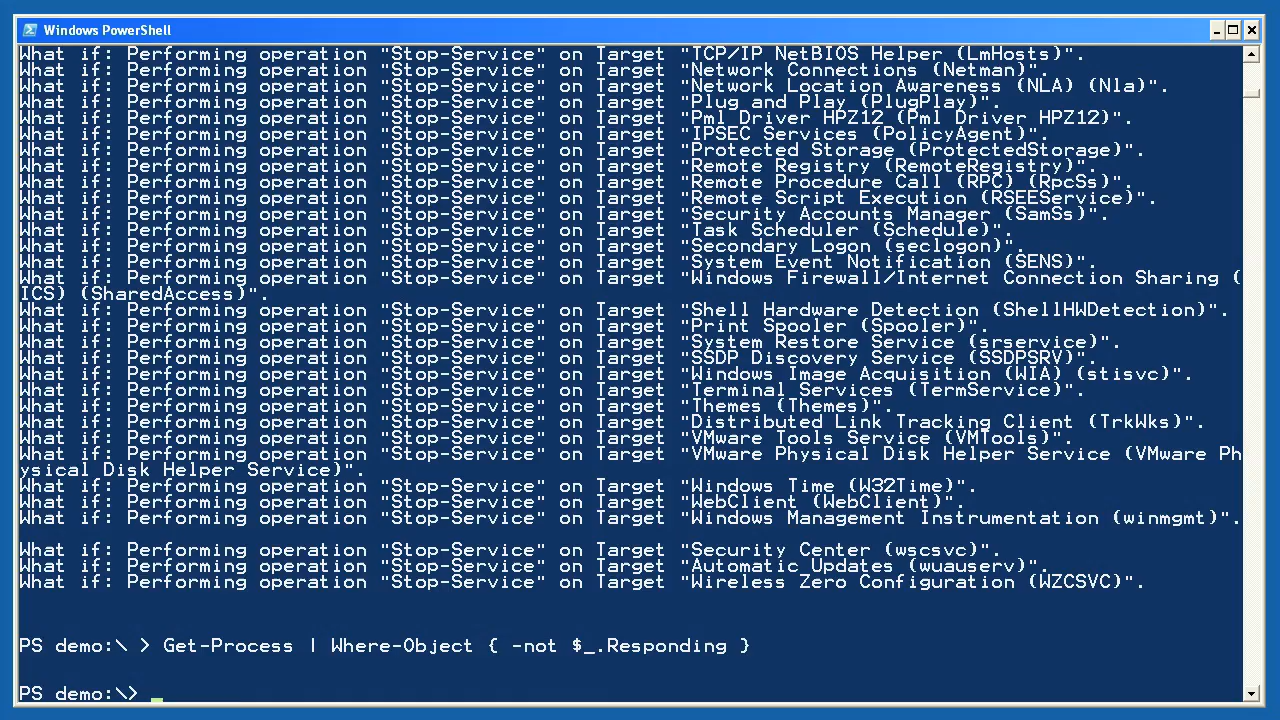 Windows PowerShell
What if: Performing operation "Stop-Service" on Target "TCP/IP NetBIOS Helper (LmHosts)".
What if: Performing operation "Stop-Service" on Target "Network Connections (Netman)".
What if: Performing operation "Stop-Service" on Target "Network Location Awareness (NLA) (Nla)".
What if: Performing operation "Stop-Service" on Target "Plug and Play (PlugPlay)".
What if: Performing operation "Stop-Service" on Target "Pml Driver HPZ12 (Pml Driver HPZ12)".
What if: Performing operation "Stop-Service" on Target "IPSEC Services (PolicyAgent)".
What if: Performing operation "Stop-Service" on Target "Protected Storage (ProtectedStorage)".
What if: Performing operation "Stop-Service" on Target "Remote Registry (RemoteRegistry)".
What if: Performing operation "Stop-Service" on Target "Remote Procedure Call (RPC) (RpcSs)".
What if: Performing operation "Stop-Service" on Target "Remote Script Execution (RSEEService)".
What if: Performing operation "Stop-Service" on Target "Security Accounts Manager (SamSs)".
What if: Performing operation "Stop-Service" on Target "Task Scheduler (Schedule)".
What if: Performing operation "Stop-Service" on Target "Secondary Logon (seclogon)".
What if: Performing operation "Stop-Service" on Target "System Event Notification (SENS)".
What if: Performing operation "Stop-Service" on Target "Windows Firewall/Internet Connection Sharing (
ICS) (SharedAccess)".
What if: Performing operation "Stop-Service" on Target "Shell Hardware Detection (ShellHWDetection)".
What if: Performing operation "Stop-Service" on Target "Print Spooler (Spooler)".
What if: Performing operation "Stop-Service" on Target "System Restore Service (srservice)".
What if: Performing operation "Stop-Service" on Target "SSDP Discovery Service (SSDPSRV)".
What if: Performing operation "Stop-Service" on Target "Windows Image Acquisition (WIA) (stisvc)".
What if: Performing operation "Stop-Service" on Target "Terminal Services (TermService)".
What if: Performing operation "Stop-Service" on Target "Themes (Themes)".
What if: Performing operation "Stop-Service" on Target "Distributed Link Tracking Client (TrkWks)".
What if: Performing operation "Stop-Service" on Target "VMware Tools Service (VMTools)".
What if: Performing operation "Stop-Service" on Target "VMware Physical Disk Helper Service (VMware Ph
ysical Disk Helper Service)".
What if: Performing operation "Stop-Service" on Target "Windows Time (W32Time)".
What if: Performing operation "Stop-Service" on Target "WebClient (WebClient)".
What if: Performing operation "Stop-Service" on Target "Windows Management Instrumentation (winmgmt)".
What if: Performing operation "Stop-Service" on Target "Security Center (wscsvc)".
What if: Performing operation "Stop-Service" on Target "Automatic Updates (wuauserv)".
What if: Performing operation "Stop-Service" on Target "Wireless Zero Configuration (WZCSVC)".
PS demo:\ > Get-Process | Where-Object { -not $_.Responding }
PS demo:\>